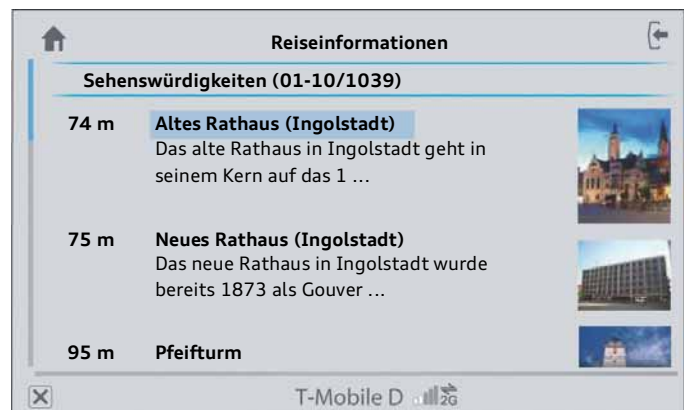 Reiseinformationen
Sehenswürdigkeiten (01-10/1039)
74 m Altes Rathaus (Ingolstadt)
Das alte Rathaus in Ingolstadt geht in
seinem Kern auf das 1 ...
75 m Neues Rathaus (Ingolstadt)
Das neue Rathaus in Ingolstadt wurde
bereits 1873 als Gouver ...
95 m Pfeifturm
T-Mobile D 2G